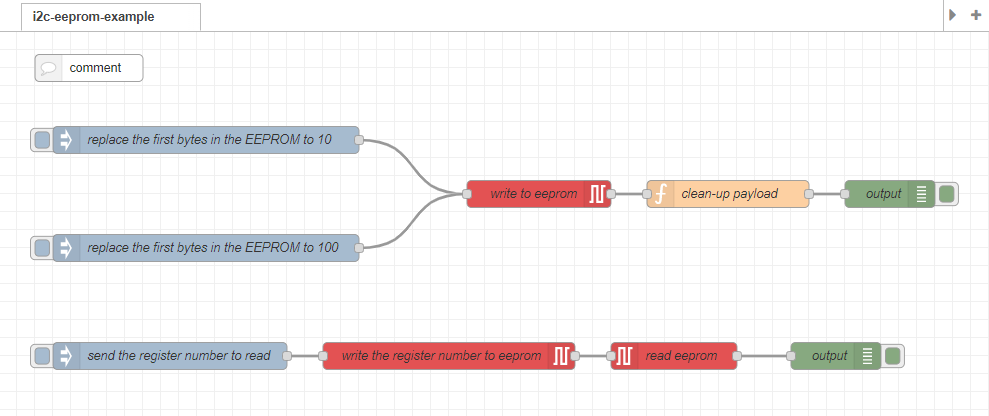 i2c-eeprom-example
comment
replace the first bytes in the EEPROM to 10
write to eeprom
clean-up payload
output
replace the first bytes in the EEPROM to 100
send the register number to read
write the register number to eeprom
read eeprom
output